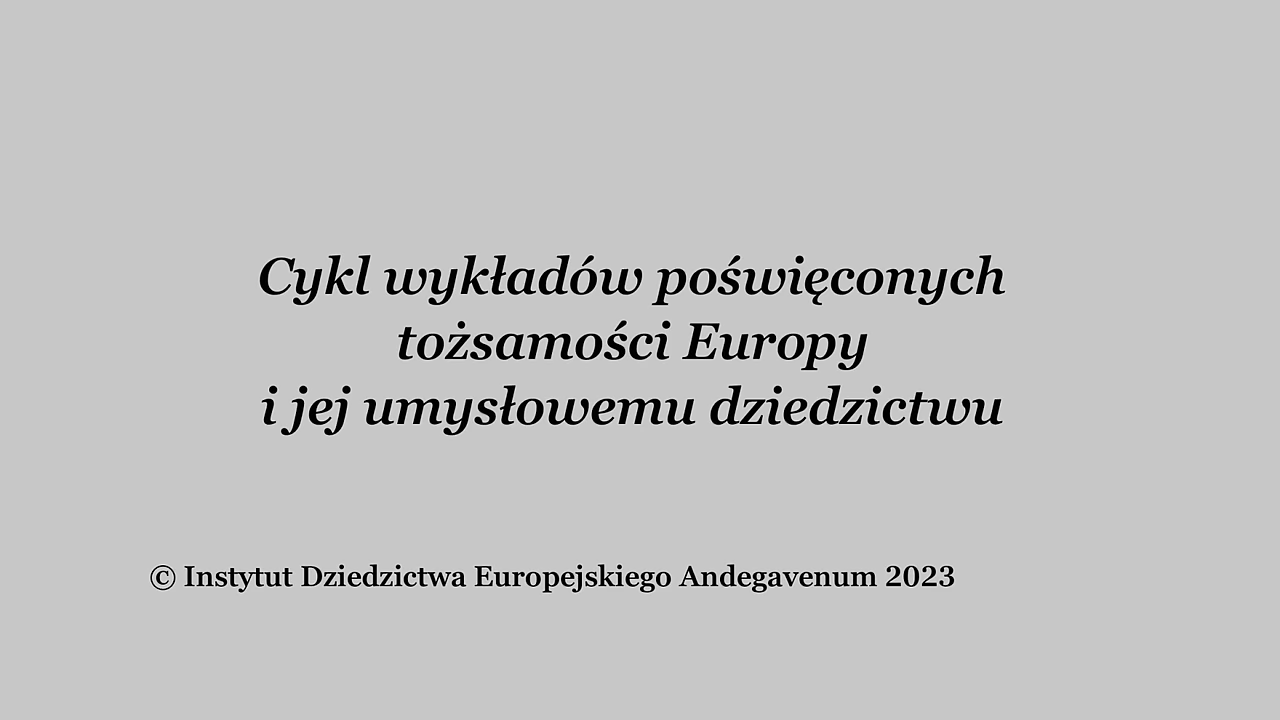 Cykl wykładów poświęconych
tożsamości Europy
i jej umysłowemu dziedzictwu
© Instytut Dziedzictwa Europejskiego Andegavenum 2023